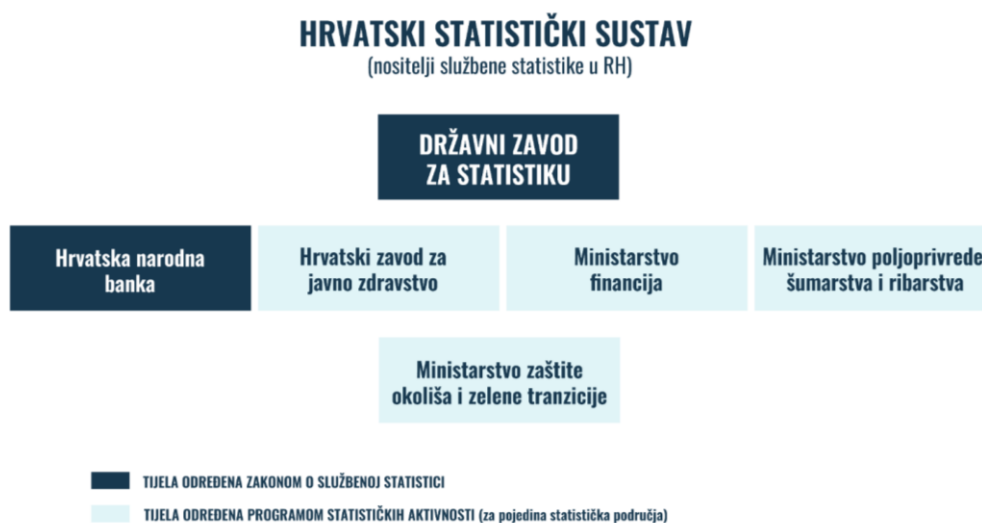 HRVATSKI STATISTIČKI SUSTAV
(nositelji službene statistike u RH)
DRŽAVNI ZAVOD
ZA STATISTIKU
Hrvatska narodna
banka
Hrvatski zavod za
javno zdravstvo
Ministarstvo
financija
Ministarstvo poljoprivrede
šumarstva i ribarstva
Ministarstvo zaštite
okoliša i zelene tranzicije
TIJELA ODREĐENA ZAKONOM O SLUŽBENOJ STATISTICI
TIJELA ODREĐENA PROGRAMOM STATISTIČKIH AKTIVNOSTI (za pojedina statistička područja)